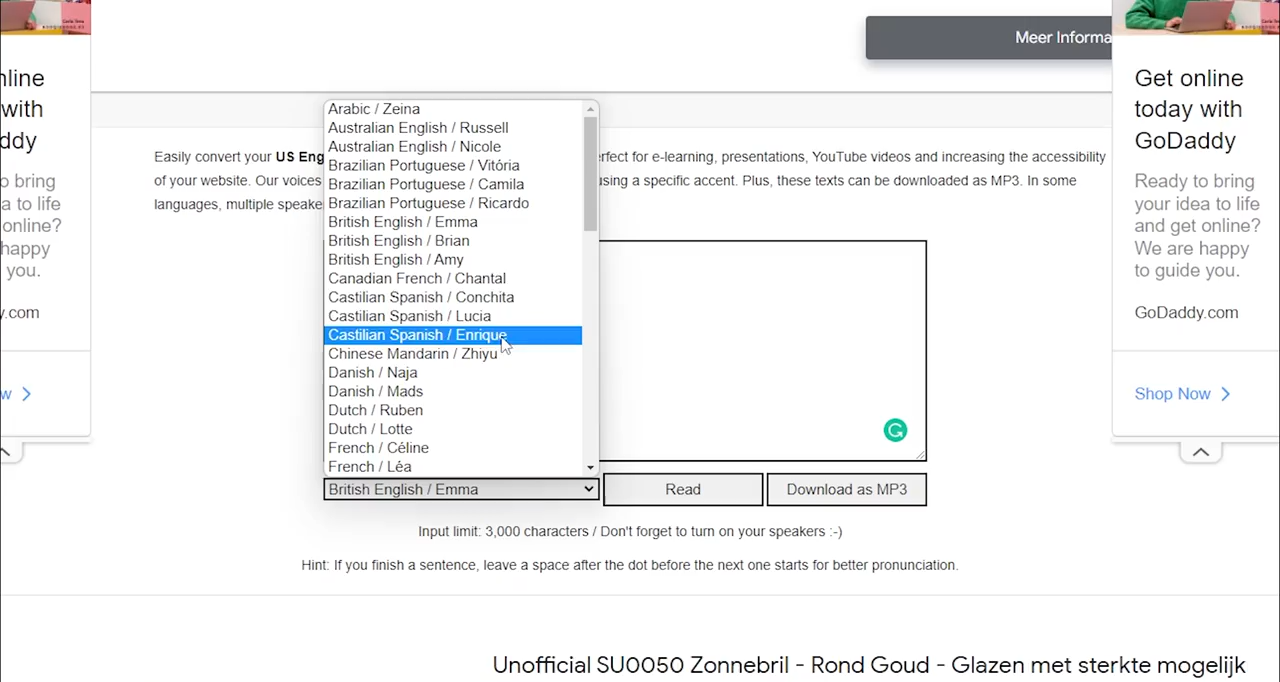 Meer Informa
nline
with
ddy
o bring
a to life
online?
happy
you.
y.com
w
Get online
today with
GoDaddy
Ready to bring
your idea to life
and get online?
We are happy
to guide you.
GoDaddy.com
Shop Now
Easily convert your US Eng
rfect for e-learning, presentations, YouTube videos and increasing the accessibility
of your website. Our voices
using a specific accent. Plus, these texts can be downloaded as MP3. In some
languages, multiple speake
Arabic / Zeina
Australian English / Russell
Australian English / Nicole
Brazilian Portuguese / Vitória
Brazilian Portuguese / Camila
Brazilian Portuguese / Ricardo
British English / Emma
British English / Brian
British English / Amy
Canadian French / Chantal
Castilian Spanish / Conchita
Castilian Spanish / Lucia
Castilian Spanish / Enrique
Chinese Mandarin / Zhiyu
Danish / Naja
Danish / Mads
Dutch / Ruben
Dutch / Lotte
French / Céline
French / Léa
British English / Emma
Read
Download as MP3
Input limit: 3,000 characters / Don't forget to turn on your speakers :-)
Hint: If you finish a sentence, leave a space after the dot before the next one starts for better pronunciation.
Unofficial SU0050 Zonnebril - Rond Goud - Glazen met sterkte mogelijk